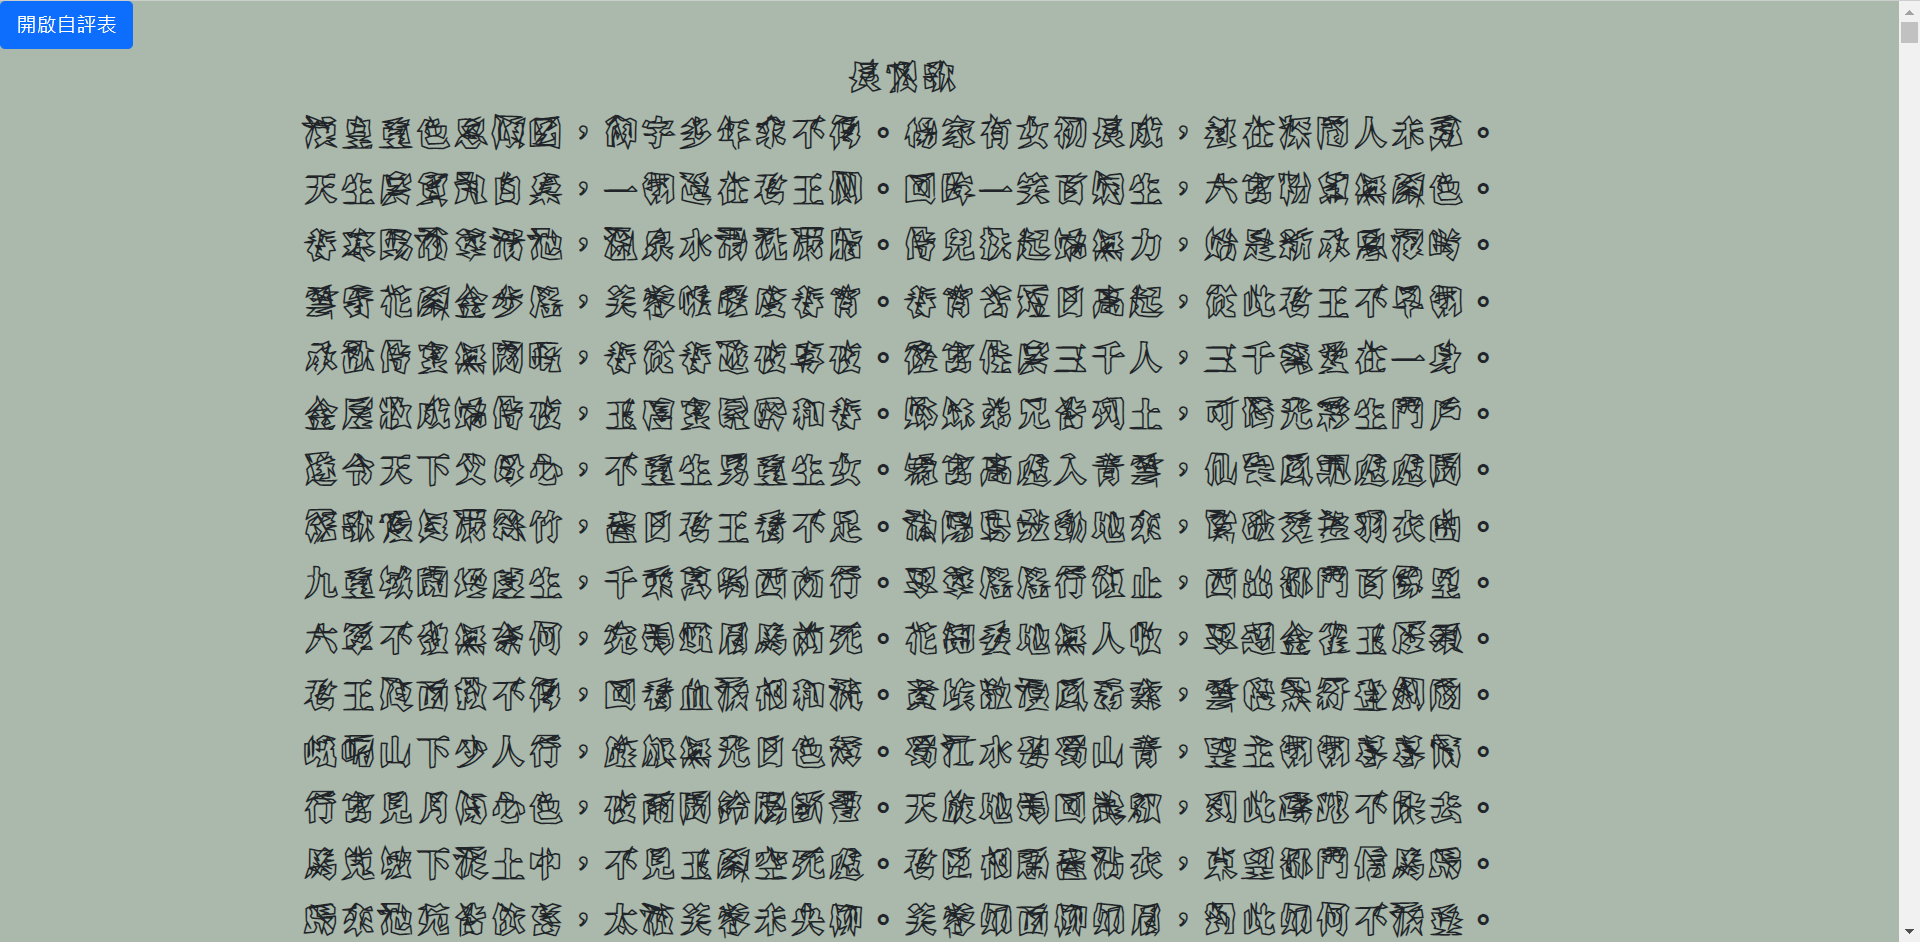 開啟自評表
長恨歌
漢皇重色思傾國，御宇多年求不得。楊家有女初長成，養在深閨人未識。
天生麗質難自棄，一朝選在君王側。回眸一笑百媚生，六宮粉黛無顏色。
春寒賜浴華清池，溫泉水滑洗凝脂。侍兒扶起嬌無力，始是新承恩澤時。
雲鬢花顏金步搖，芙蓉帳暖度春宵。春宵苦短日高起，從此君王不早朝。
承歡侍宴無閒暇，春從春遊夜專夜。後宮佳麗三千人，三千寵愛在一身。
金屋妝成嬌侍夜，玉樓宴罷醉和春。姊妹弟兄皆列土，可憐光彩生門戶。
遂令天下父母心，不重生男重生女。驪宮高處入青雲，仙樂風飄處處聞。
緩歌慢舞凝絲竹，盡日君王看不足。漁陽鼙鼓動地來，驚破霓裳羽衣曲。
九重城闕煙塵生，千乘萬騎西南行。翠華搖搖行復止，西出都門百餘里。
六軍不發無奈何，宛轉蛾眉馬前死。花鈿委地無人收，翠翹金雀玉搔頭。
君王掩面救不得，回看血淚相和流。黃埃散漫風蕭索，雲棧縈紆登劍閣。
峨嵋山下少人行，旌旗無光日色薄。蜀江水碧蜀山青，聖主朝朝暮暮情。
行宮見月傷心色，夜雨聞鈴腸斷聲。天旋地轉回龍馭，到此躊躇不能去。
馬嵬坡下泥土中，不見玉顏空死處。君臣相顧盡沾衣，東望都門信馬歸。
歸來池苑皆依舊，太液芙蓉未央柳。芙蓉如面柳如眉，對此如何不淚垂。